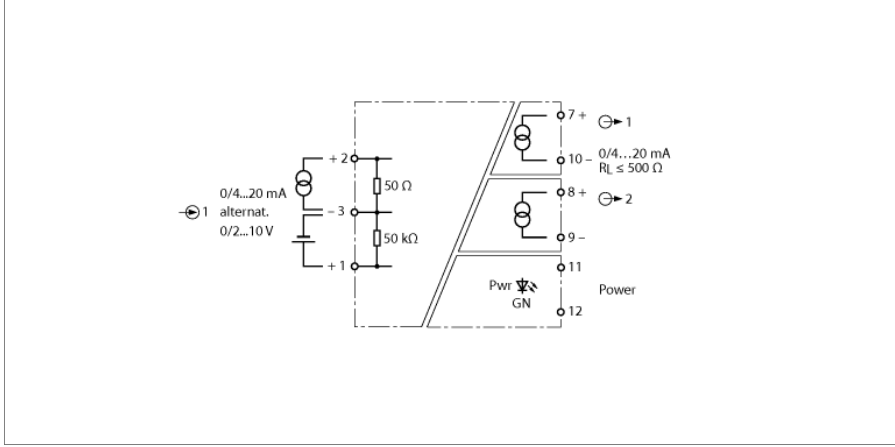 7 +
1
+ 2
10 –
0/4…20 mA
RL ≤ 500 Ω
50 Ω
0/4...20 mA
8 +
2
1 alternat.
– 3
0/2...10 V
50 kΩ
9 –
+ 1
11
Pwr
Power
GN
12